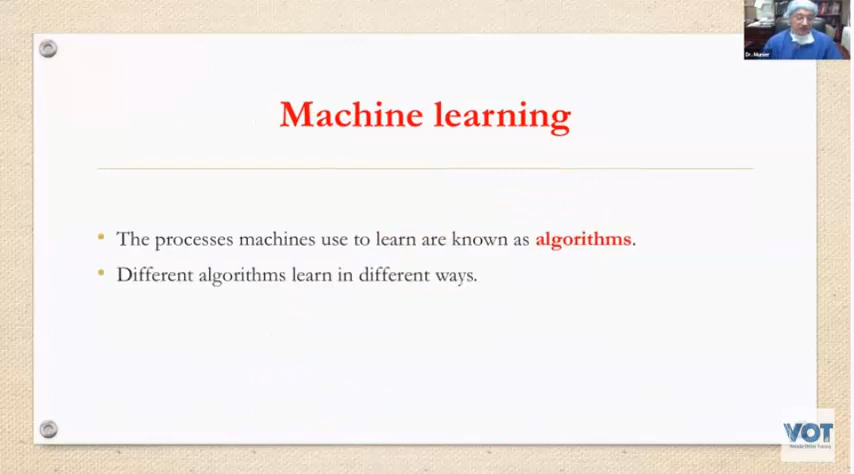 Dr. Munier
Machine learning
• The processes machines use to learn are known as algorithms.
• Different algorithms learn in different ways.
VOT